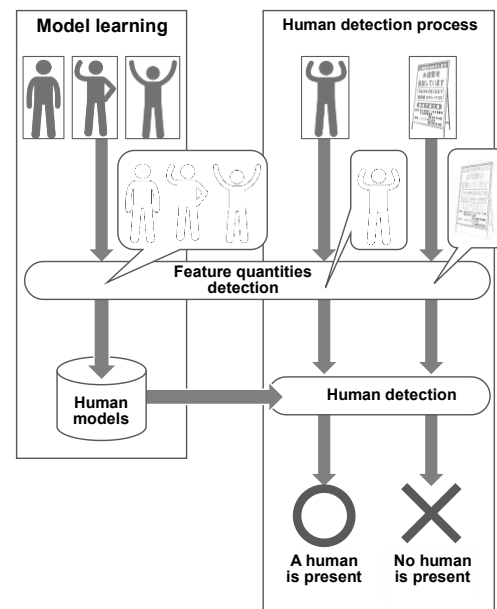 Model learning
Human detection process
Feature quantities
detection
Human
models
Human detection
A human
is present
No human
is present